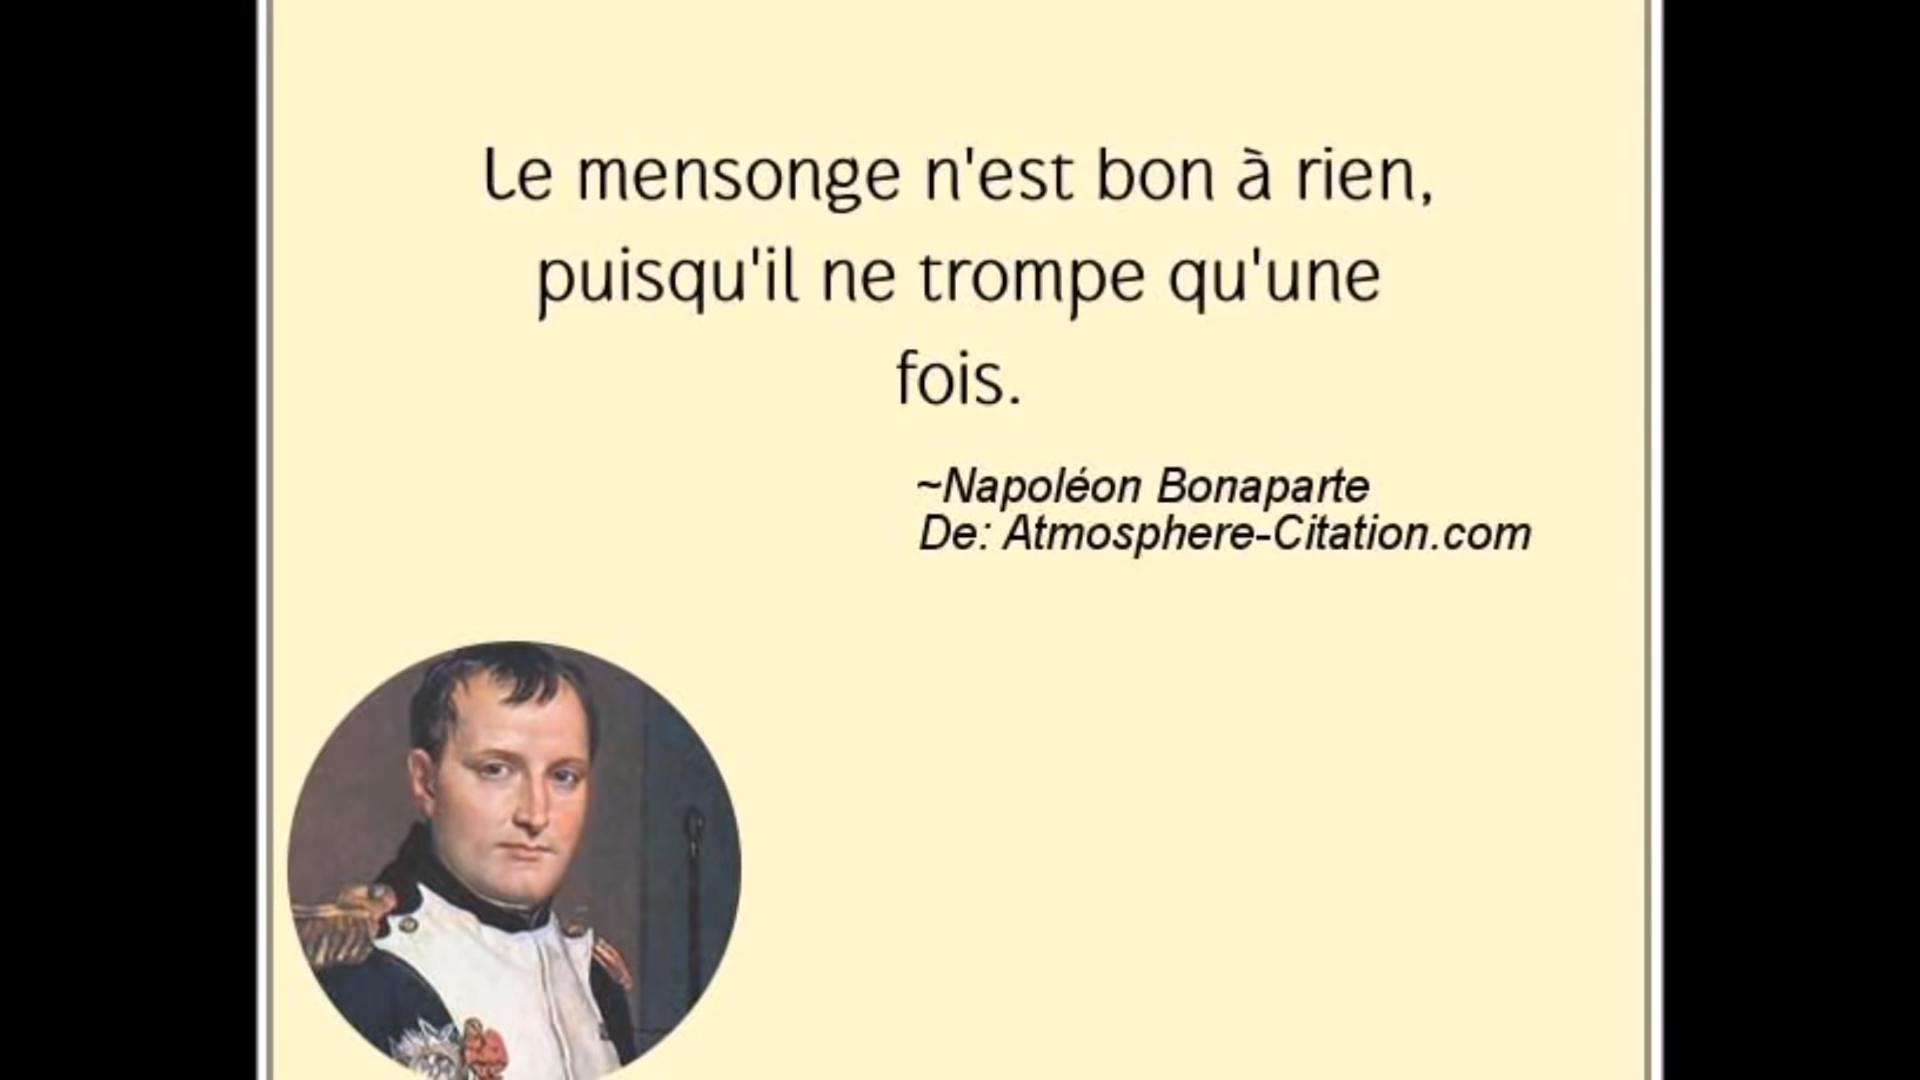 Le mensonge n'est bon à rien,
puisqu'il ne trompe qu'une
fois.
~Napoléon Bonaparte
De: Atmosphere-Citation.com